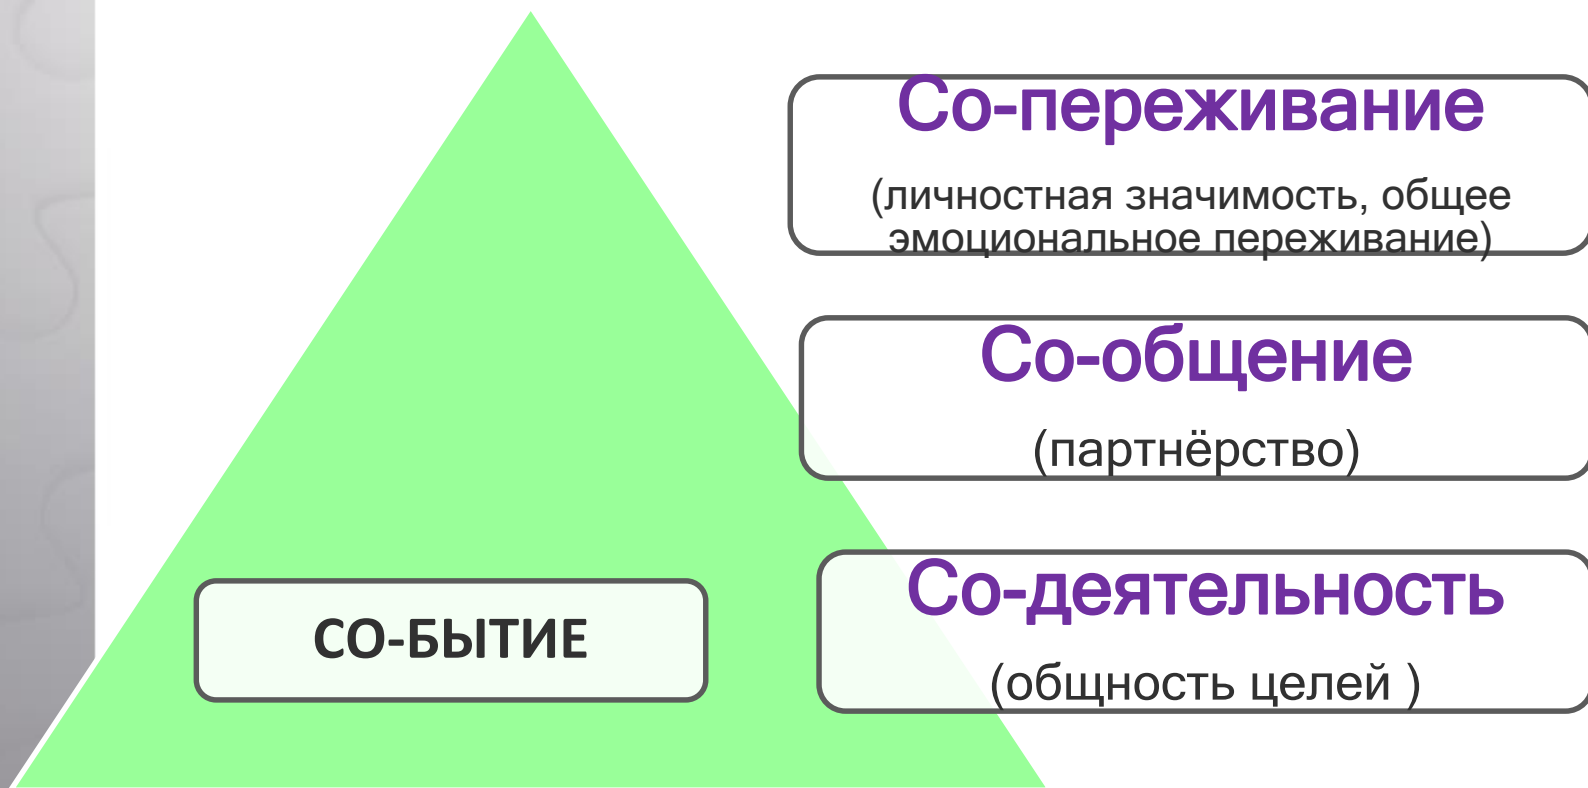 Со-переживание
(личностная значимость, общее
эмоциональное переживание)
Со-общение
(партнёрство)
Со-деятельность
(общность целей )
СО-БЫТИЕ